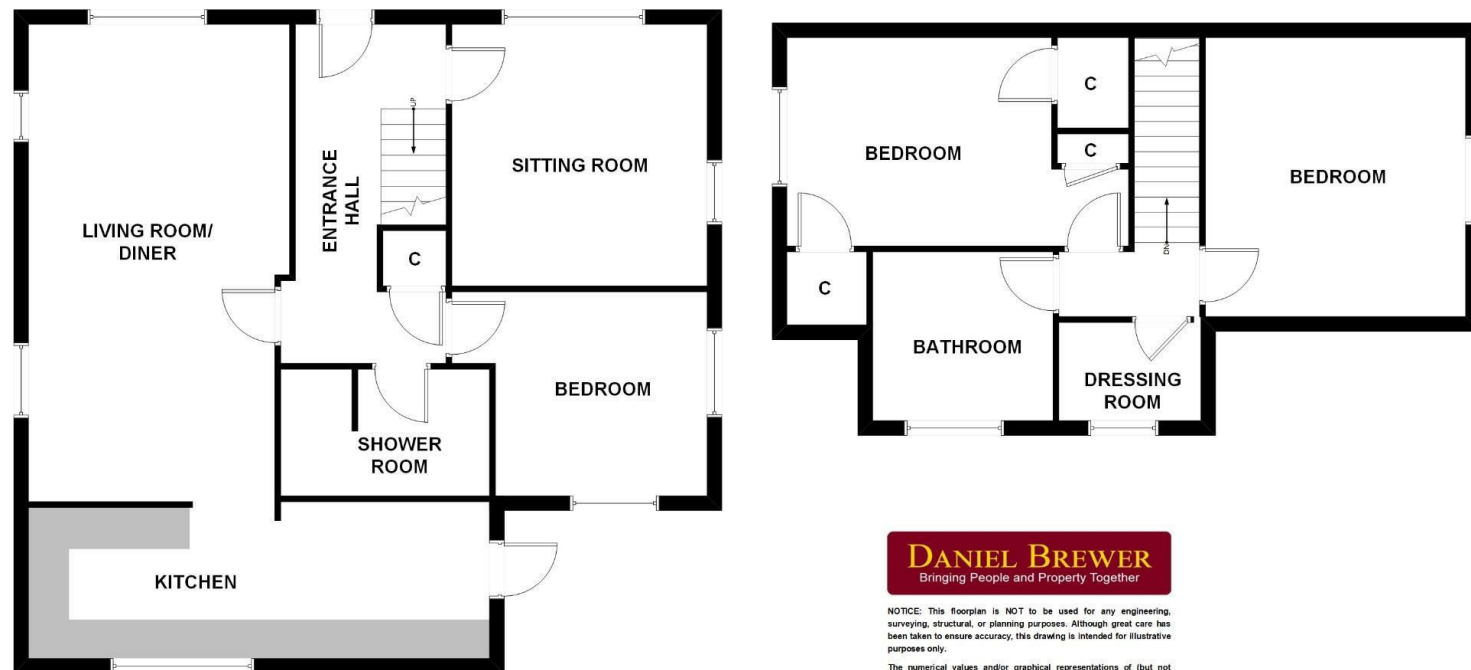 LIVING ROOM/
DINER
ENTRANCE
HALL
UP
SITTING ROOM
C
BEDROOM
SHOWER
ROOM
KITCHEN
BEDROOM
C
C
C
DN
BEDROOM
BATHROOM
DRESSING
ROOM
DANIEL BREWER
Bringing People and Property Together
NOTICE: This floorplan is NOT to be used for any engineering,
surveying, structural, or planning purposes. Although great care has
been taken to ensure accuracy, this drawing is intended for illustrative
purposes only.
The numerical values and/or graphical representations of (but not